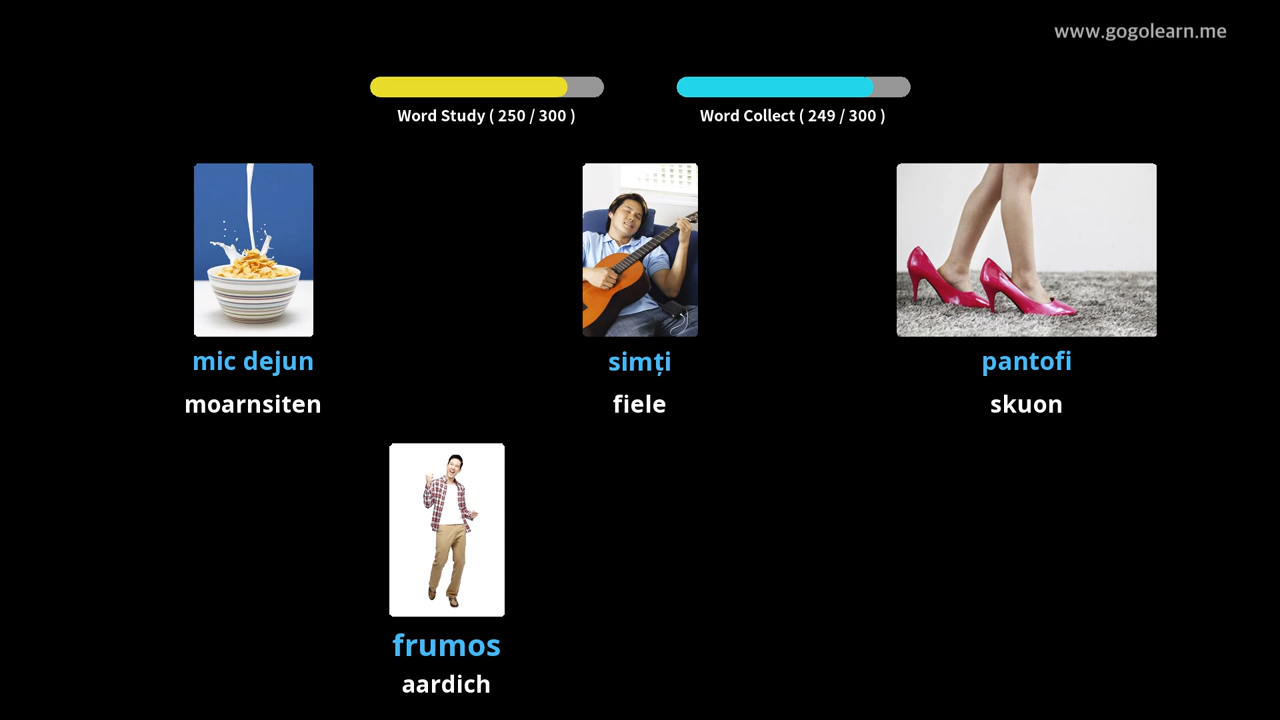 www.gogolearn.me
Word Study ( 250 / 300 )
Word Collect ( 249 / 300 )
mic dejun
moarnsiten
simți
fiele
pantofi
skuon
frumos
aardich